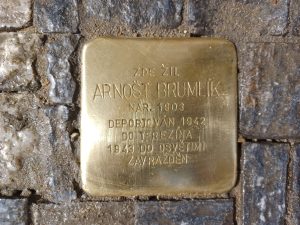 ZDE ŽIL
ARNOŠT BRUMLÍK
NAR. 1903
DEPORTOVÁN 1942
DO TEREZÍNA
1943 DO OSVĚTIMI
ZAVRAŽDĚN